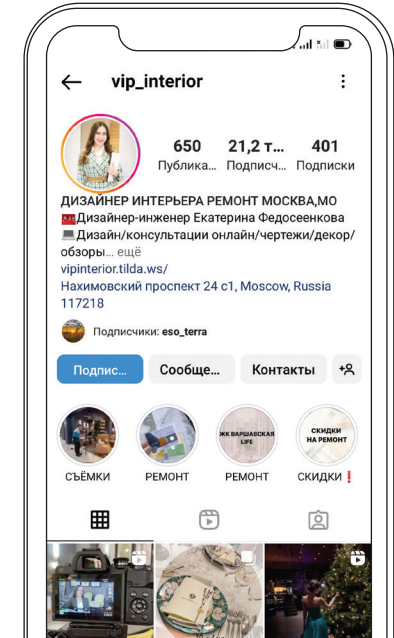 vip_interior
650 21,2 т... 401
Публика... Подписч... Подписки
ДИЗАЙНЕР ИНТЕРЬЕРА РЕМОНТ МОСКВА,МО
Дизайнер-инженер Екатерина Федосеенкова
Дизайн/консультации онлайн/чертежи/декор/
обзоры... ещё
vipinterior.tilda.ws/
Нахимовский проспект 24 с1, Moscow, Russia
117218
Подписчики: eso_terra
Подпис... Сообще... Контакты
ЖК ВАРШАВСКАЯ
LIFE
СКИДКИ
НА РЕМОНТ
СЪЁМКИ РЕМОНТ РЕМОНТ СКИДКИ❗